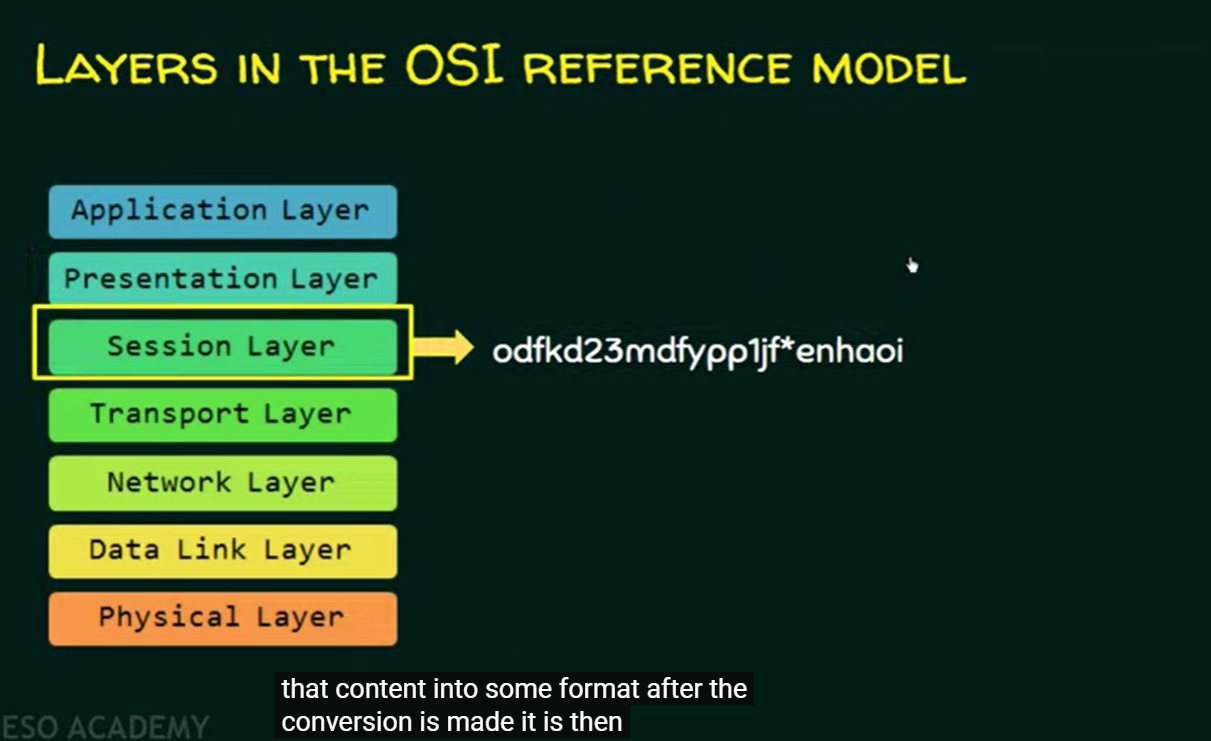 LAYERS IN THE OSI REFERENCE MODEL
Application Layer
Presentation Layer
Session Layer
odfkd23mdfypp1jf*enhaoi
Transport Layer
Network Layer
Data Link Layer
Physical Layer
that content into some format after the
conversion is made it is then
ESO ACADEMY